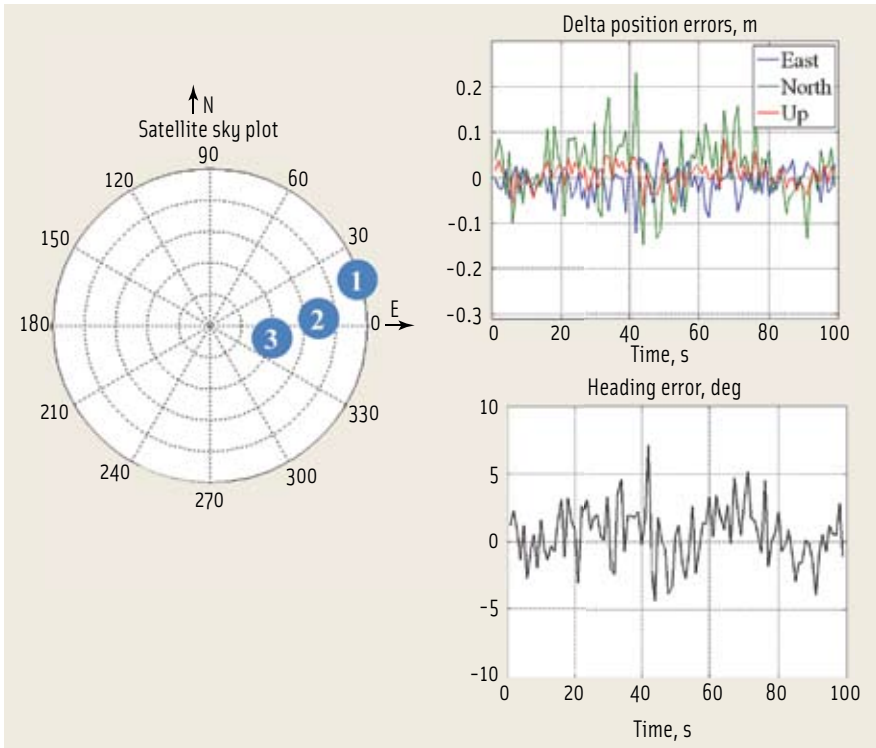 N
Satellite sky plot
90
120
60
150
30
1
2
3
180
0
E
210
330
240
300
270
Delta position errors, m
East
North
Up
0.2
0.1
0
−0.1
−0.2
−0.3
0 20 40 60 80 100
Time, s
Heading error, deg
10
5
0
−5
−10
0 20 40 60 80 100
Time, s